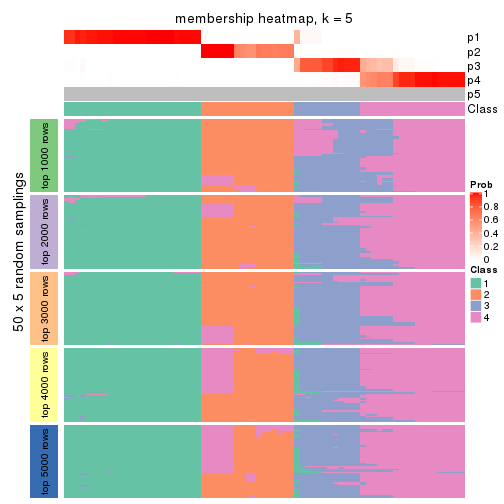 membership heatmap, k = 5
p1
p2
p3
p4
p5
Class
50 x 5 random samplings
top 1000 rows
top 2000 rows
top 3000 rows
top 4000 rows
top 5000 rows
Prob
1
0.8
0.6
0.4
0.2
0
Class
1
2
3
4